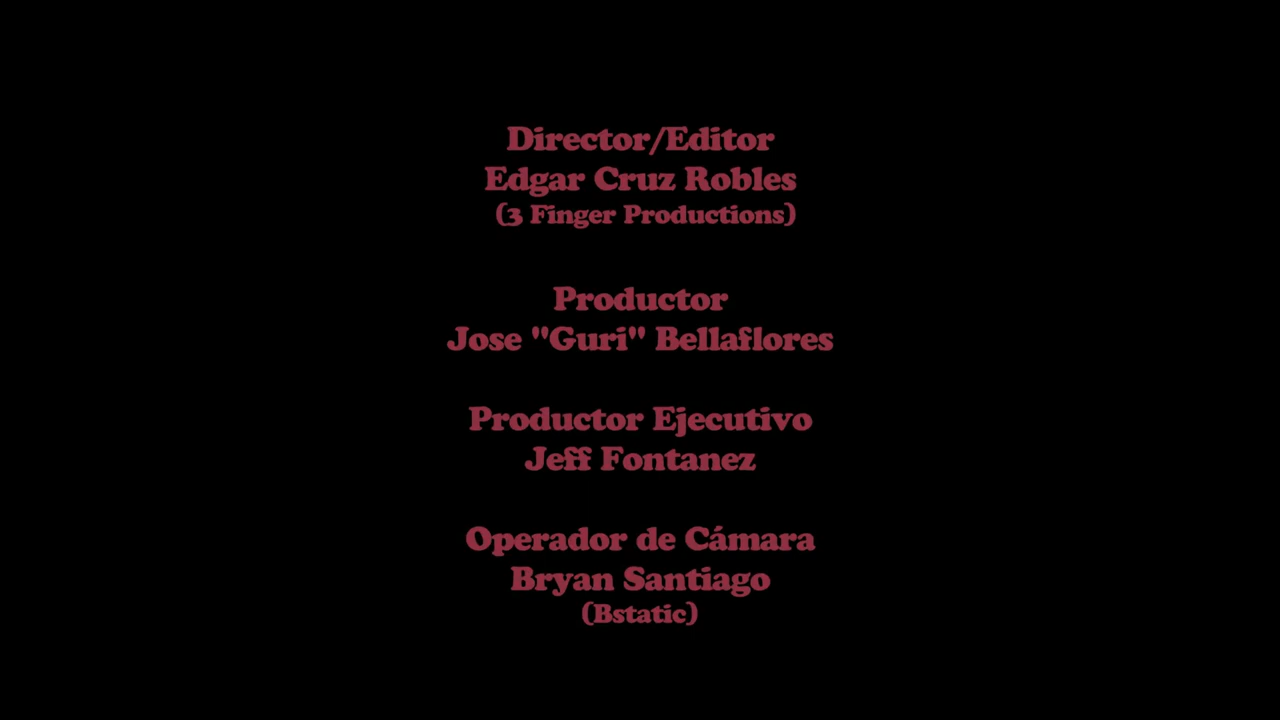 Director/Editor
Edgar Cruz Robles
(3 Finger Productions)
Productor
Jose "Guri" Bellaflores
Productor Ejecutivo
Jeff Fontanez
Operador de Cámara
Bryan Santiago
(Bstatic)